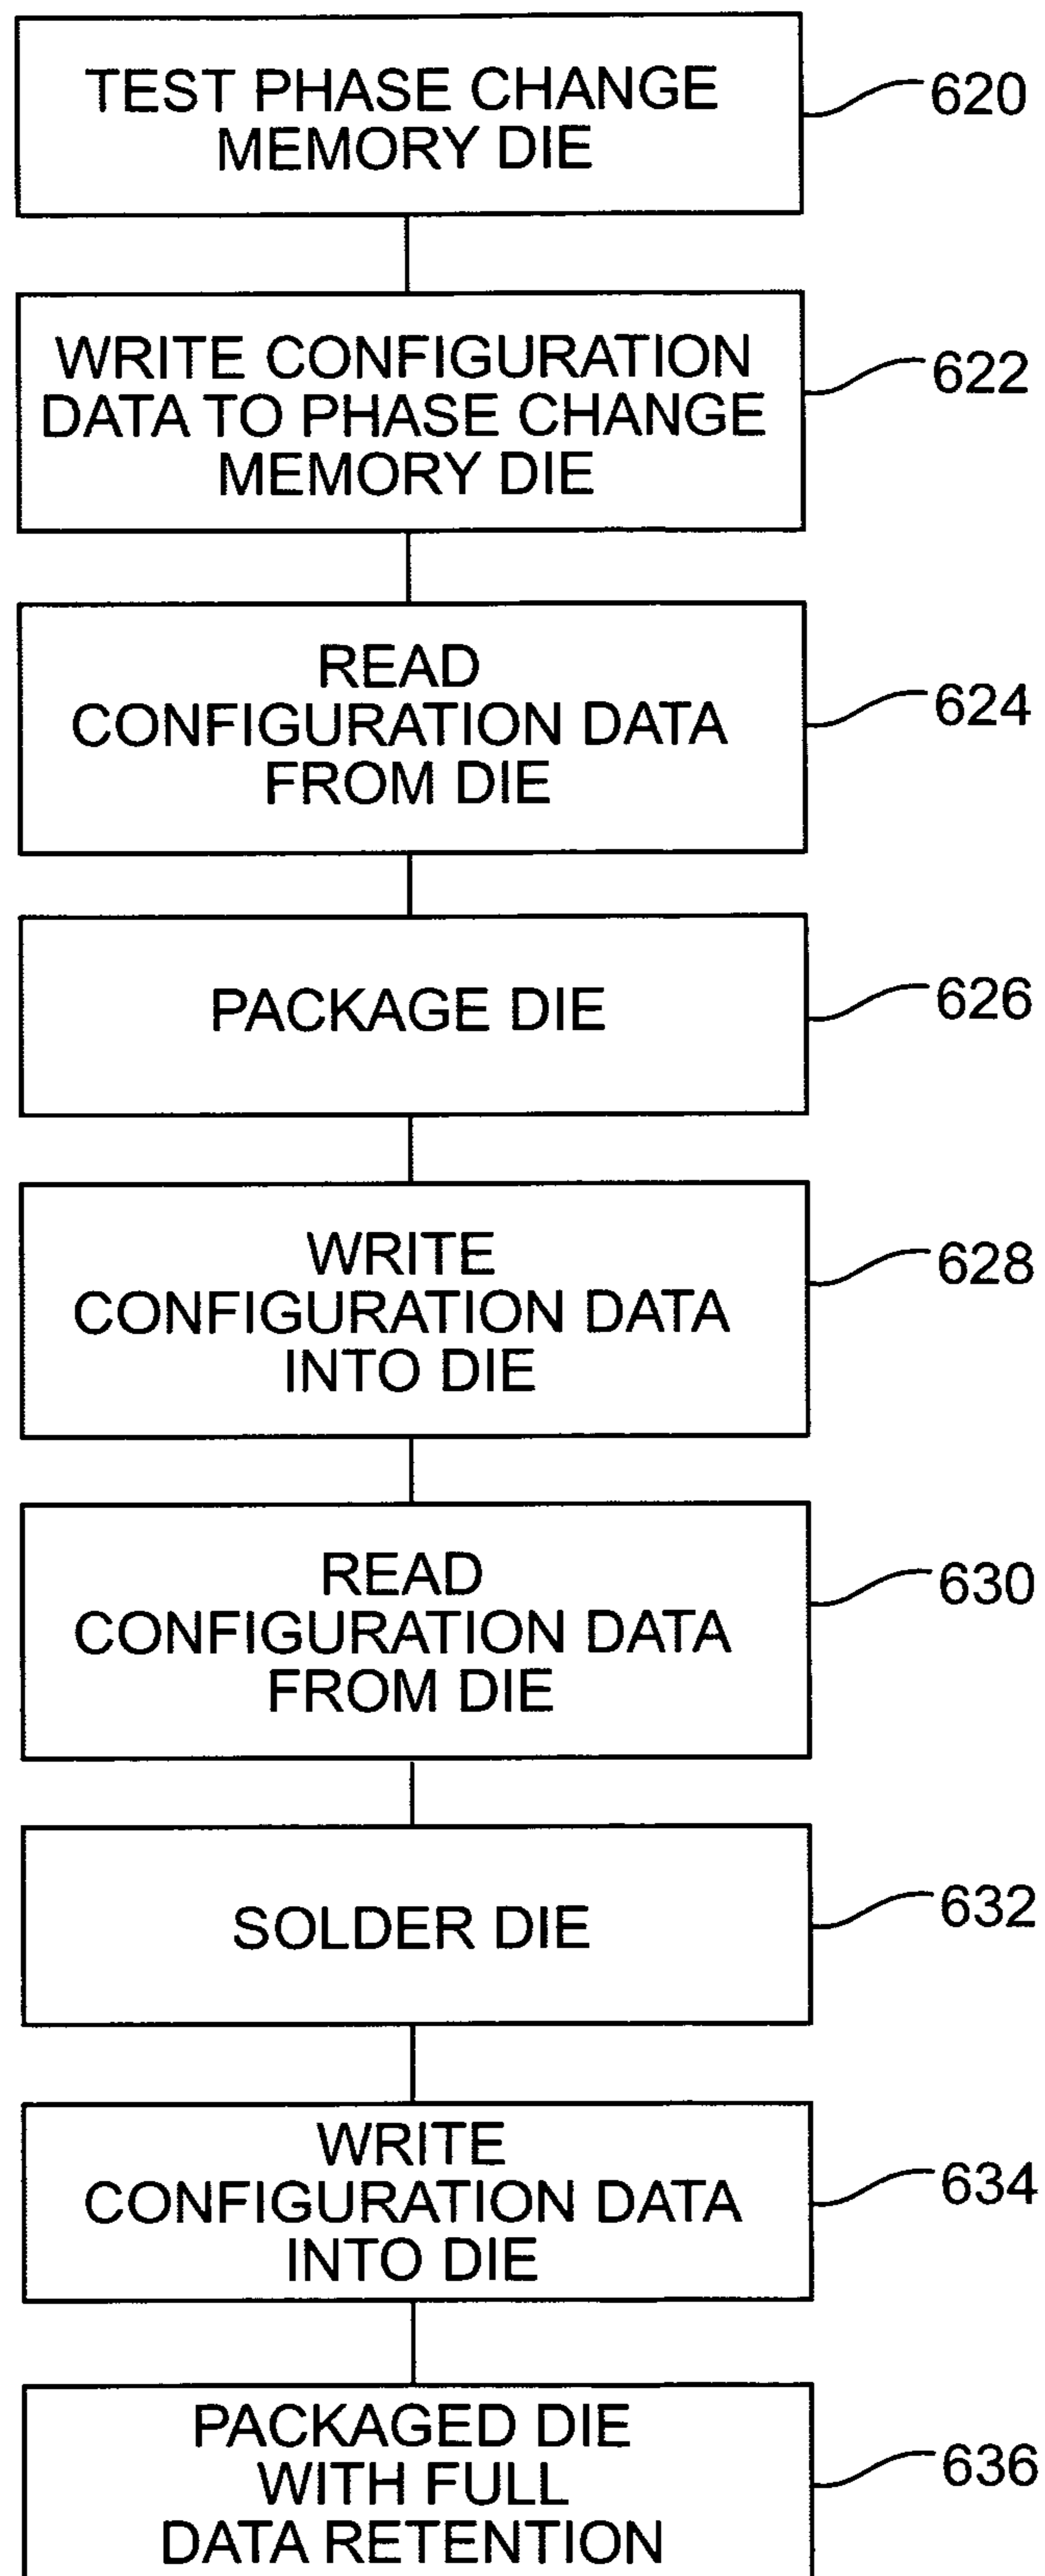 TEST PHASE CHANGE
MEMORY DIE
620
WRITE CONFIGURATION
DATA TO PHASE CHANGE
MEMORY DIE
622
READ
CONFIGURATION DATA
FROM DIE
624
PACKAGE DIE
626
WRITE
CONFIGURATION DATA
INTO DIE
628
READ
CONFIGURATION DATA
FROM DIE
630
SOLDER DIE
632
WRITE
CONFIGURATION DATA
INTO DIE
634
PACKAGED DIE
WITH FULL
DATA RETENTION
636